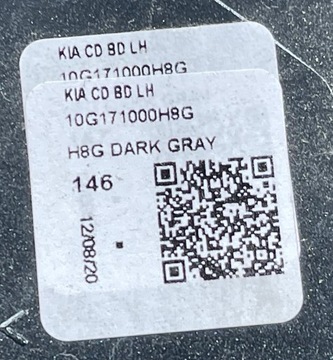 KIA CD BD LH
10G171000H8G
KIA CD BD LH
10G171000H8G
H8G DARK GRAY
146
12/08/20